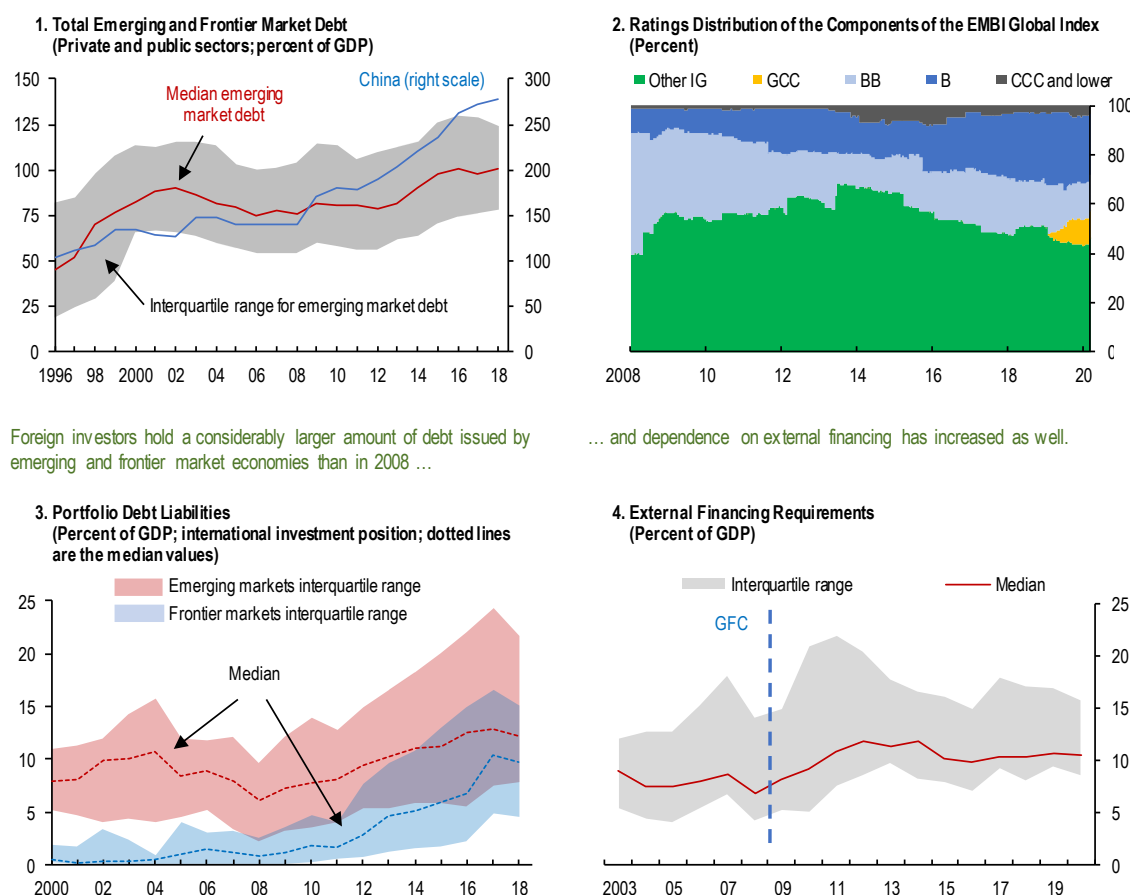 1. Total Emerging and Frontier Market Debt
(Private and public sectors; percent of GDP)
150
125
100
75
50
25
0
300
250
200
150
100
50
0
China (right scale)
Median emerging
market debt
Interquartile range for emerging market debt
1996 98 2000 02 04 06 08 10 12 14 16 18
2. Ratings Distribution of the Components of the EMBI Global Index
(Percent)
Other IG GCC BB B CCC and lower
100
80
60
40
20
0
2008 10 12 14 16 18 20
Foreign investors hold a considerably larger amount of debt issued by
emerging and frontier market economies than in 2008 …
… and dependence on external financing has increased as well.
3. Portfolio Debt Liabilities
(Percent of GDP; international investment position; dotted lines
are the median values)
Emerging markets interquartile range
Frontier markets interquartile range
Median
25
20
15
10
5
0
2000 02 04 06 08 10 12 14 16 18
4. External Financing Requirements
(Percent of GDP)
Interquartile range Median
GFC
25
20
15
10
5
0
2003 05 07 09 11 13 15 17 19